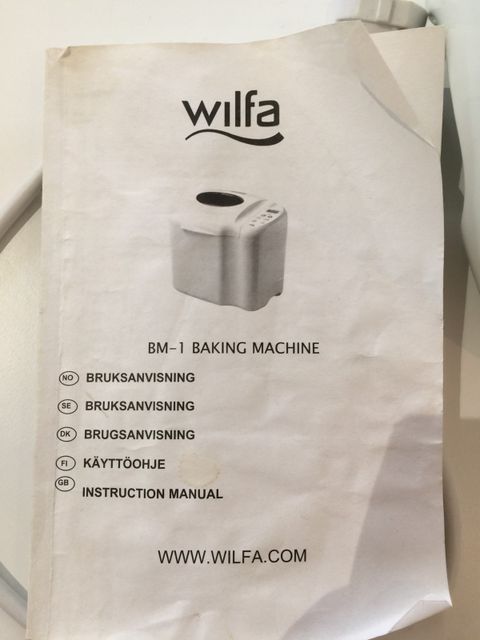 wilfa
BM-1 BAKING MACHINE
NO BRUKSANVISNING
SE BRUKSANVISNING
DK BRUGSANVISNING
FI KÄYTTÖOHJE
GB INSTRUCTION MANUAL
WWW.WILFA.COM